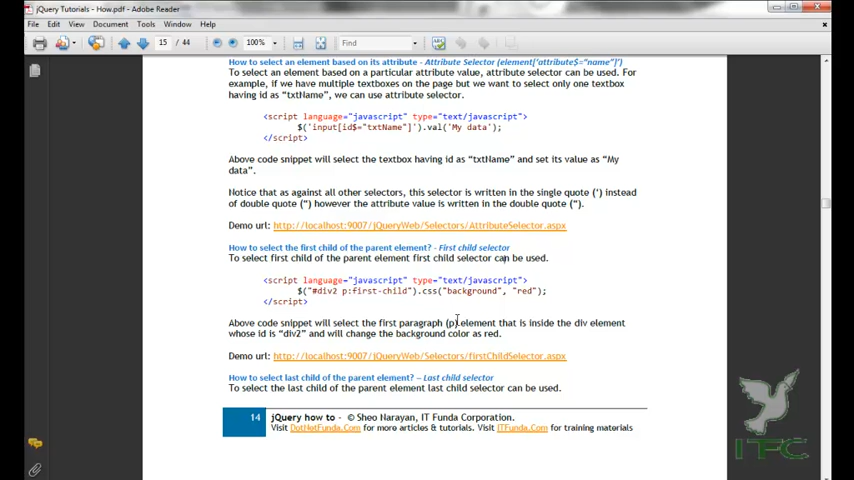 jQuery Tutorials - How.pdf - Adobe Reader
File Edit View Document Tools Window Help
15 / 44 100% Find
How to select an element based on its attribute - Attribute Selector (element['attribute$="name"]')
To select an element based on a particular attribute value, attribute selector can be used. For
example, if we have multiple textboxes on the page but we want to select only one textbox
having id as "txtName", we can use attribute selector.
<script language="javascript" type="text/javascript">
$('input[id$="txtName"]').val('My data');
</script>
Above code snippet will select the textbox having id as "txtName" and set its value as "My
data".
Notice that as against all other selectors, this selector is written in the single quote (') instead
of double quote (") however the attribute value is written in the double quote (").
Demo url: http://localhost:9007/jQueryWeb/Selectors/AttributeSelector.aspx
How to select the first child of the parent element? - First child selector
To select first child of the parent element first child selector can be used.
<script language="javascript" type="text/javascript">
$("#div2 p:first-child").css("background", "red");
</script>
Above code snippet will select the first paragraph (p) element that is inside the div element
whose id is "div2" and will change the background color as red.
Demo url: http://localhost:9007/jQueryWeb/Selectors/firstChildSelector.aspx
How to select last child of the parent element? – Last child selector
To select the last child of the parent element last child selector can be used.
14 jQuery how to - © Sheo Narayan, IT Funda Corporation.
Visit DotNetFunda.Com for more articles & tutorials. Visit ITFunda.Com for training materials
ITFC